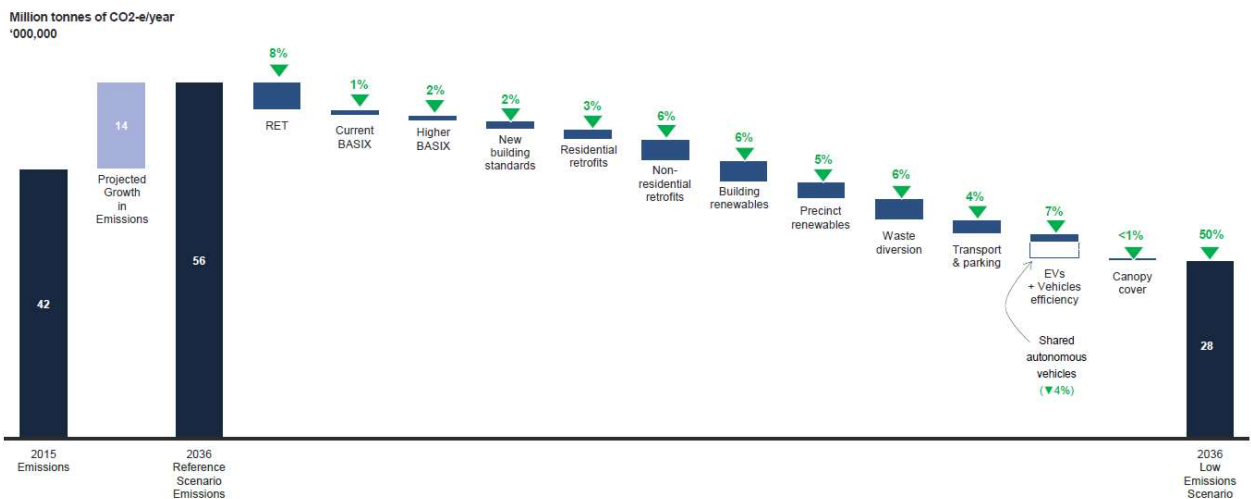 Million tonnes of CO2-e/year
‘000,000
42
2015
Emissions
14
Projected
Growth
in
Emissions
56
2036
Reference
Scenario
Emissions
8%
RET
1%
Current
BASIX
2%
Higher
BASIX
2%
New
building
standards
3%
Residential
retrofits
6%
Non-
residential
retrofits
6%
Building
renewables
5%
Precinct
renewables
6%
Waste
diversion
4%
Transport
& parking
7%
EVs
+ Vehicles
efficiency
Shared
autonomous
vehicles
(▼4%)
<1%
Canopy
cover
50%
28
2036
Low
Emissions
Scenario